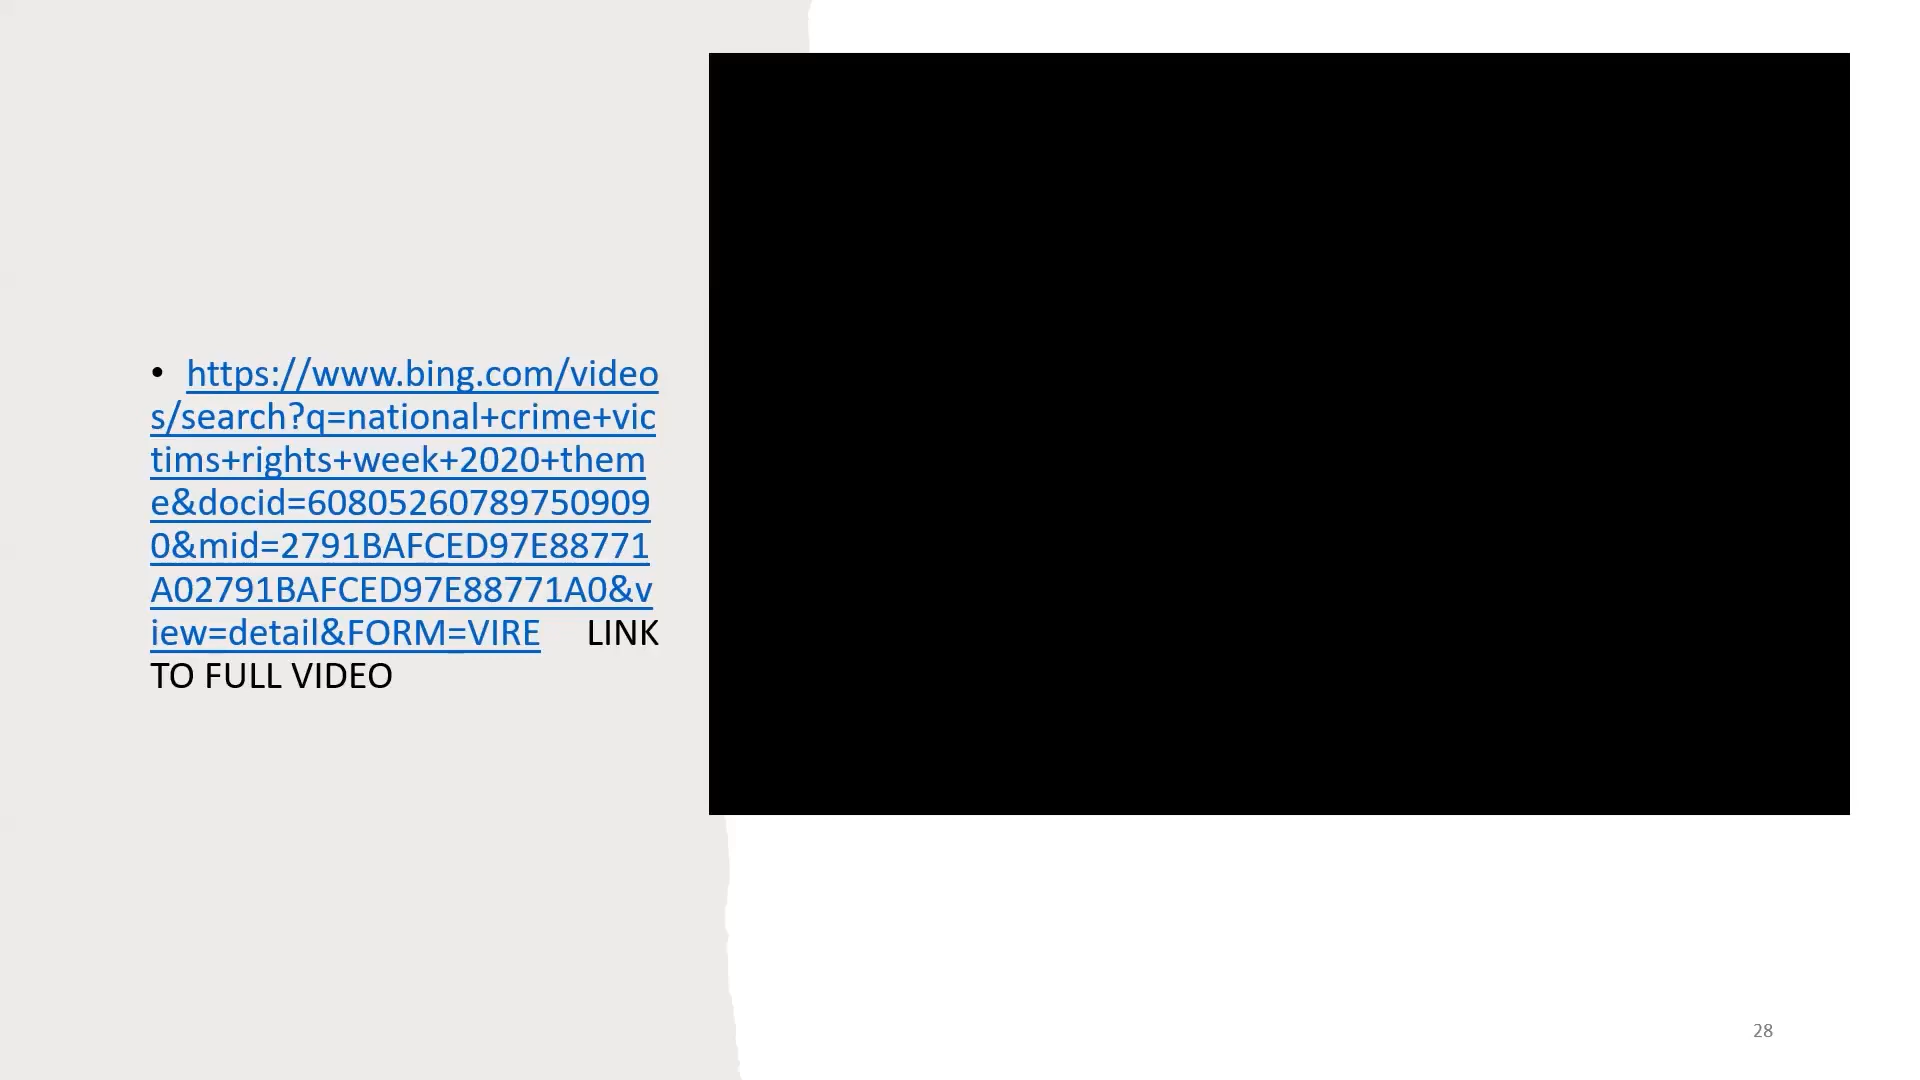 • https://www.bing.com/video
s/search?q=national+crime+vic
tims+rights+week+2020+them
e&docid=60805260789750909
0&mid=2791BAFCED97E88771
A02791BAFCED97E88771A0&v
iew=detail&FORM=VIRE LINK
TO FULL VIDEO
28